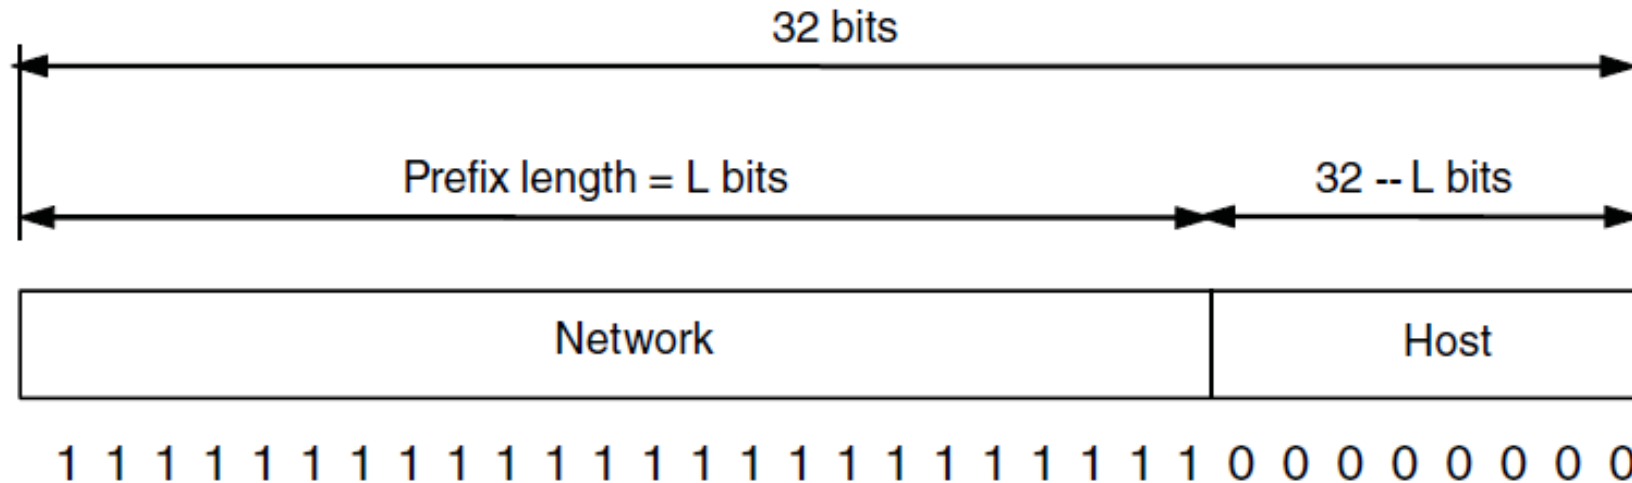 32 bits
Prefix length = L bits 32 -- L bits
Network Host
1 1 1 1 1 1 1 1 1 1 1 1 1 1 1 1 1 1 1 1 1 1 1 1 0 0 0 0 0 0 0 0